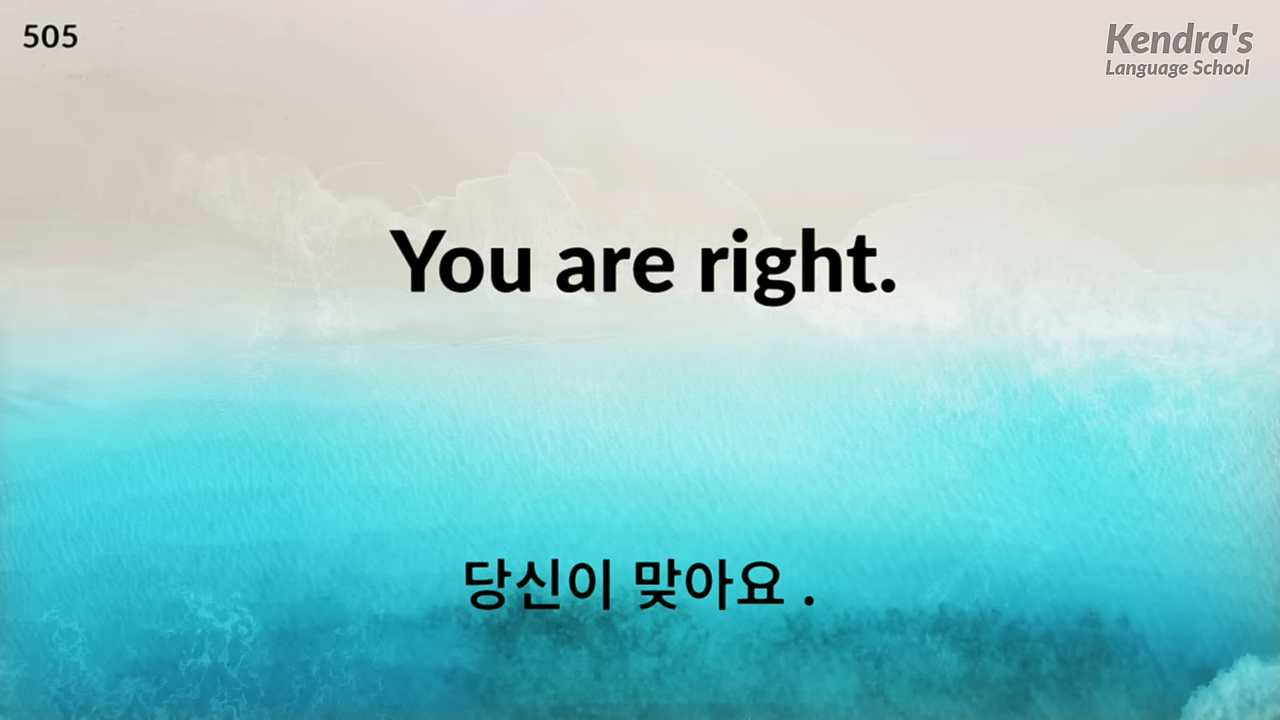 505
Kendra's
Language School
You are right.
당신이 맞아요 .